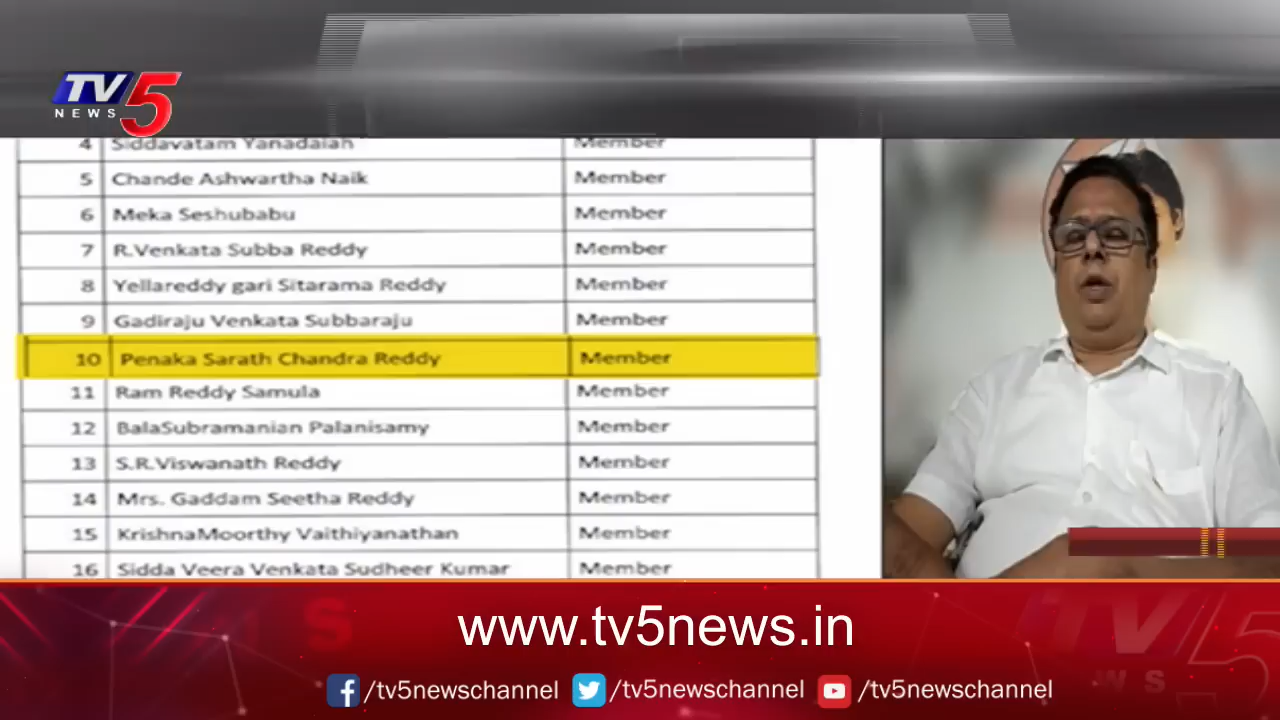 TV5
NEWS
4 Siddavatam Yanadaiah Member
5 Chande Ashwartha Naik Member
6 Meka Seshubabu Member
7 R.Venkata Subba Reddy Member
8 Yellareddy gari Sitarama Reddy Member
9 Gadiraju Venkata Subbaraju Member
10 Penaka Sarath Chandra Reddy Member
11 Ram Reddy Samula Member
12 BalaSubramanian Palanisamy Member
13 S.R.Viswanath Reddy Member
14 Mrs. Gaddam Seetha Reddy Member
15 KrishnaMoorthy Vaithiyanathan Member
16 Sidda Veera Venkata Sudheer Kumar Member
www.tv5news.in
/tv5newschannel /tv5newschannel /tv5newschannel